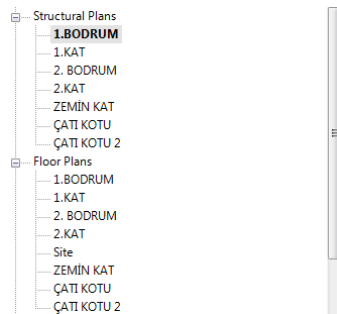 Structural Plans
1.BODRUM
1.KAT
2. BODRUM
2.KAT
ZEMİN KAT
ÇATI KOTU
ÇATI KOTU 2
Floor Plans
1.BODRUM
1.KAT
2. BODRUM
2.KAT
Site
ZEMİN KAT
ÇATI KOTU
ÇATI KOTU 2